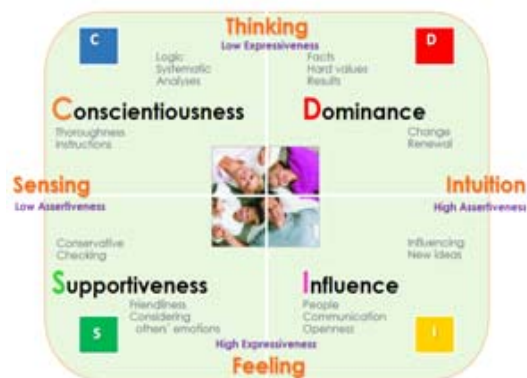 Thinking
Low Expressiveness
C
D
Logic
Systematic
Analyses
Facts
Hard values
Results
Conscientiousness
Dominance
Thoroughness
Instructions
Change
Renewal
Sensing
Low Assertiveness
Intuition
High Assertiveness
Conservative
Checking
Influencing
New ideas
Supportiveness
Influence
Friendliness
Considering
others' emotions
People
Communication
Openness
S
I
High Expressiveness
Feeling